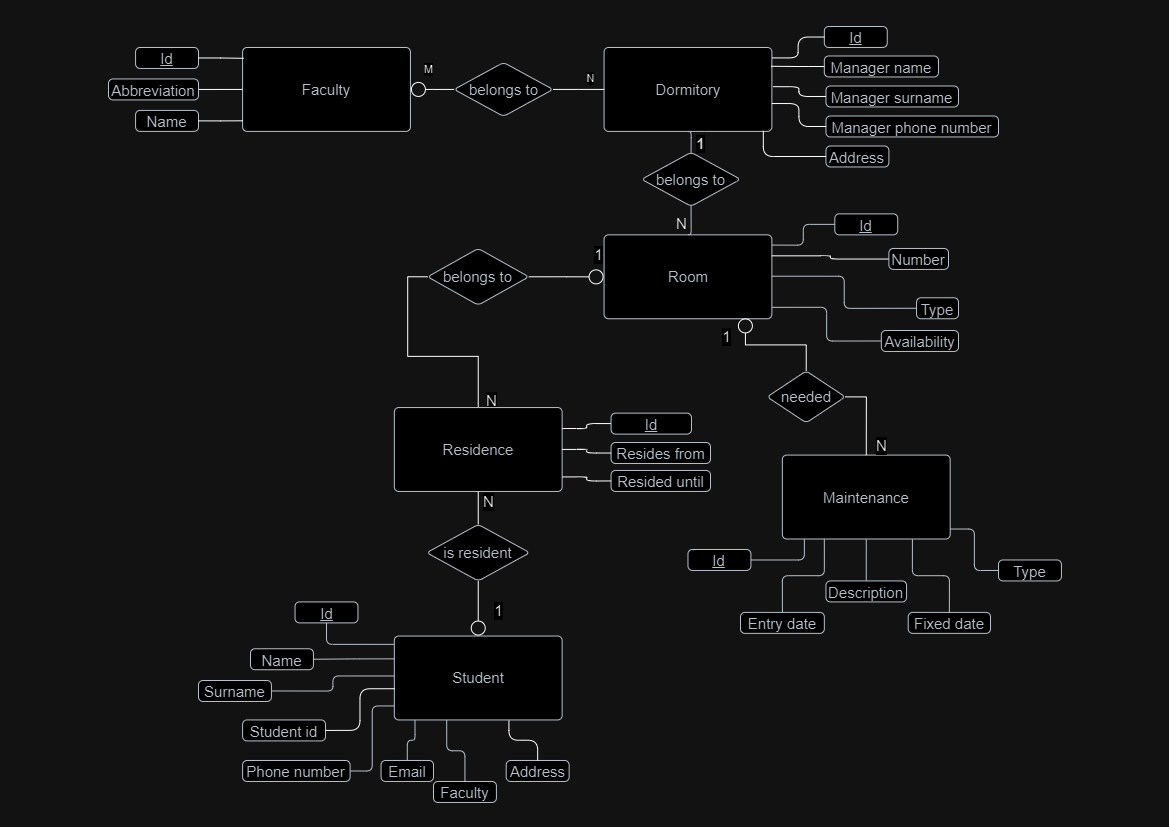 Id
Abbreviation
Name
Faculty
M
belongs to
N
Dormitory
Id
Manager name
Manager surname
Manager phone number
Address
1
belongs to
N
Room
Id
Number
Type
Availability
1
belongs to
N
1
needed
N
Residence
Id
Resides from
Resided until
N
is resident
1
Maintenance
Id
Entry date
Description
Fixed date
Type
Student
Id
Name
Surname
Student id
Phone number
Email
Faculty
Address